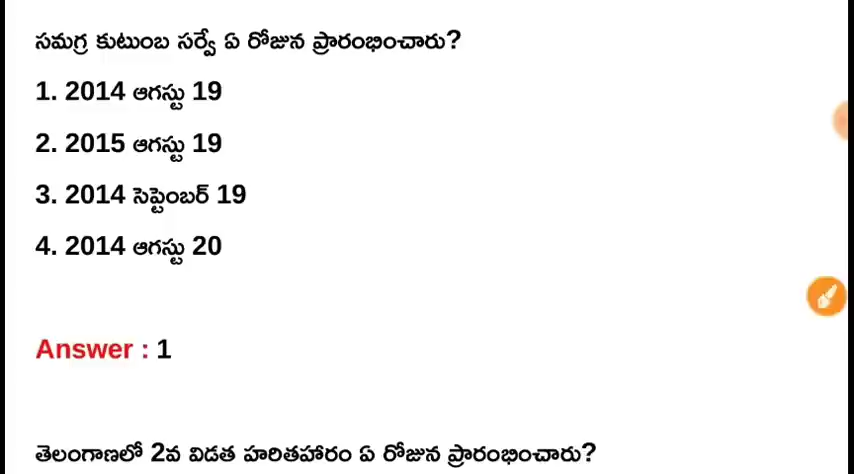 సమగ్ర కుటుంబ సర్వే ఏ రోజున ప్రారంభించారు?
1. 2014 ఆగస్టు 19
2. 2015 ఆగస్టు 19
3. 2014 సెప్టెంబర్ 19
4. 2014 ఆగస్టు 20
Answer : 1
తెలంగాణలో 2వ విడత హరితహారం ఏ రోజున ప్రారంభించారు?